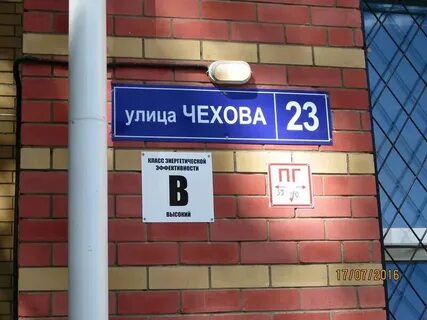 улица ЧЕХОВА 23
КЛАСС ЭНЕРГЕТИЧЕСКОЙ
ЭФФЕКТИВНОСТИ
В
ВЫСОКИЙ
ПГ
17/07/2016